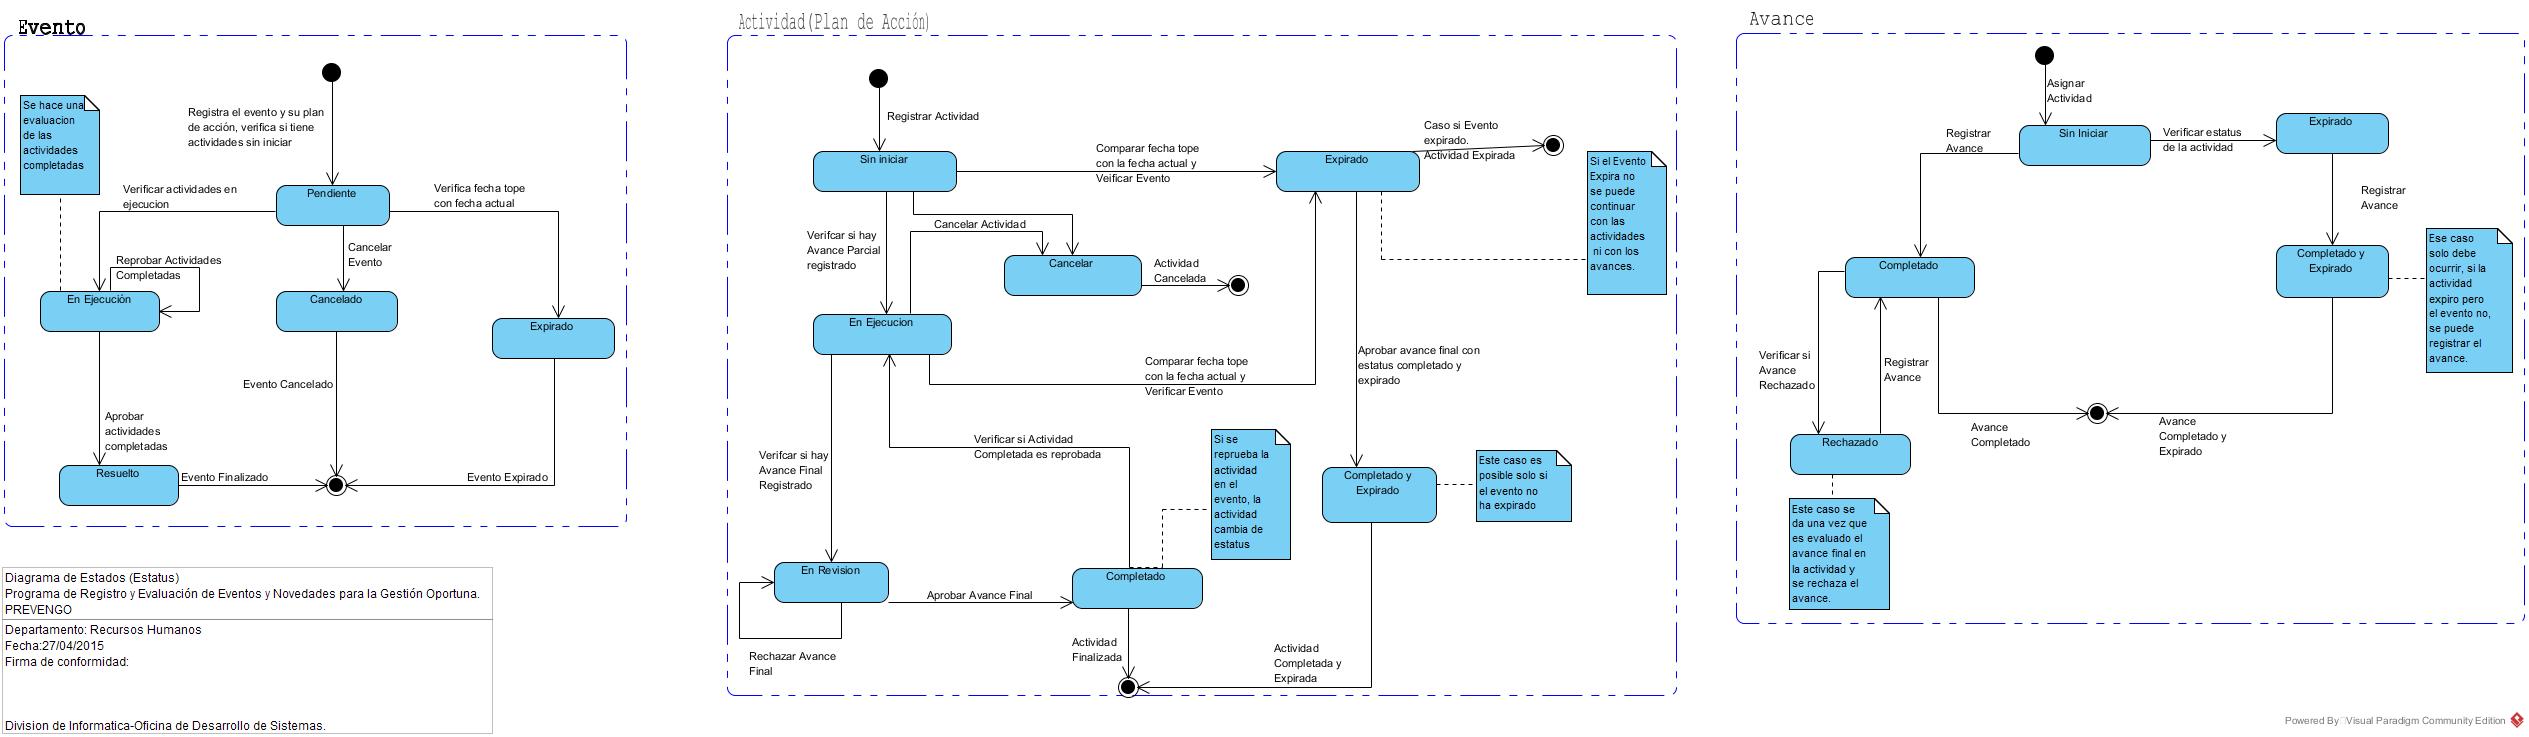 Evento
Se hace una
evaluacion
de las
actividades
completadas
Registra el evento y su plan
de acción, verifica si tiene
actividades sin iniciar
Verificar actividades en
ejecucion
Pendiente
Verifica fecha tope
con fecha actual
Cancelar
Evento
Reprobar Actividades
Completadas
En Ejecución
Cancelado
Expirado
Evento Cancelado
Aprobar
actividades
completadas
Resuelto
Evento Finalizado
Evento Expirado
Diagrama de Estados (Estatus)
Programa de Registro y Evaluación de Eventos y Novedades para la Gestión Oportuna.
PREVENGO
Departamento: Recursos Humanos
Fecha:27/04/2015
Firma de conformidad:
Division de Informatica-Oficina de Desarrollo de Sistemas.
Actividad(Plan de Acción)
Registrar Actividad
Sin iniciar
Comparar fecha tope
con la fecha actual y
Veificar Evento
Expirado
Caso si Evento
expirado.
Actividad Expirada
Si el Evento
Expira no
se puede
continuar
con las
actividades
ni con los
avances.
Verifcar si hay
Avance Parcial
registrado
Cancelar Actividad
Cancelar
Actividad
Cancelada
En Ejecucion
Comparar fecha tope
con la fecha actual y
Verificar Evento
Aprobar avance final con
estatus completado y
expirado
Verifcar si hay
Avance Final
Registrado
Verificar si Actividad
Completada es reprobada
Si se
reprueba la
actividad
en el
evento, la
actividad
cambia de
estatus
Completado y
Expirado
Este caso es
posible solo si
el evento no
ha expirado
En Revision
Aprobar Avance Final
Completado
Rechazar Avance
Final
Actividad
Finalizada
Actividad
Completada y
Expirada
Avance
Asignar
Actividad
Registrar
Avance
Sin Iniciar
Verificar estatus
de la actividad
Expirado
Registrar
Avance
Completado
Completado y
Expirado
Ese caso
solo debe
ocurrir, si la
actividad
expiro pero
el evento no,
se puede
registrar el
avance.
Verificar si
Avance
Rechazado
Registrar
Avance
Avance
Completado
Avance
Completado y
Expirado
Rechazado
Este caso se
da una vez que
es evaluado el
avance final en
la actividad y
se rechaza el
avance.
Powered By Visual Paradigm Community Edition